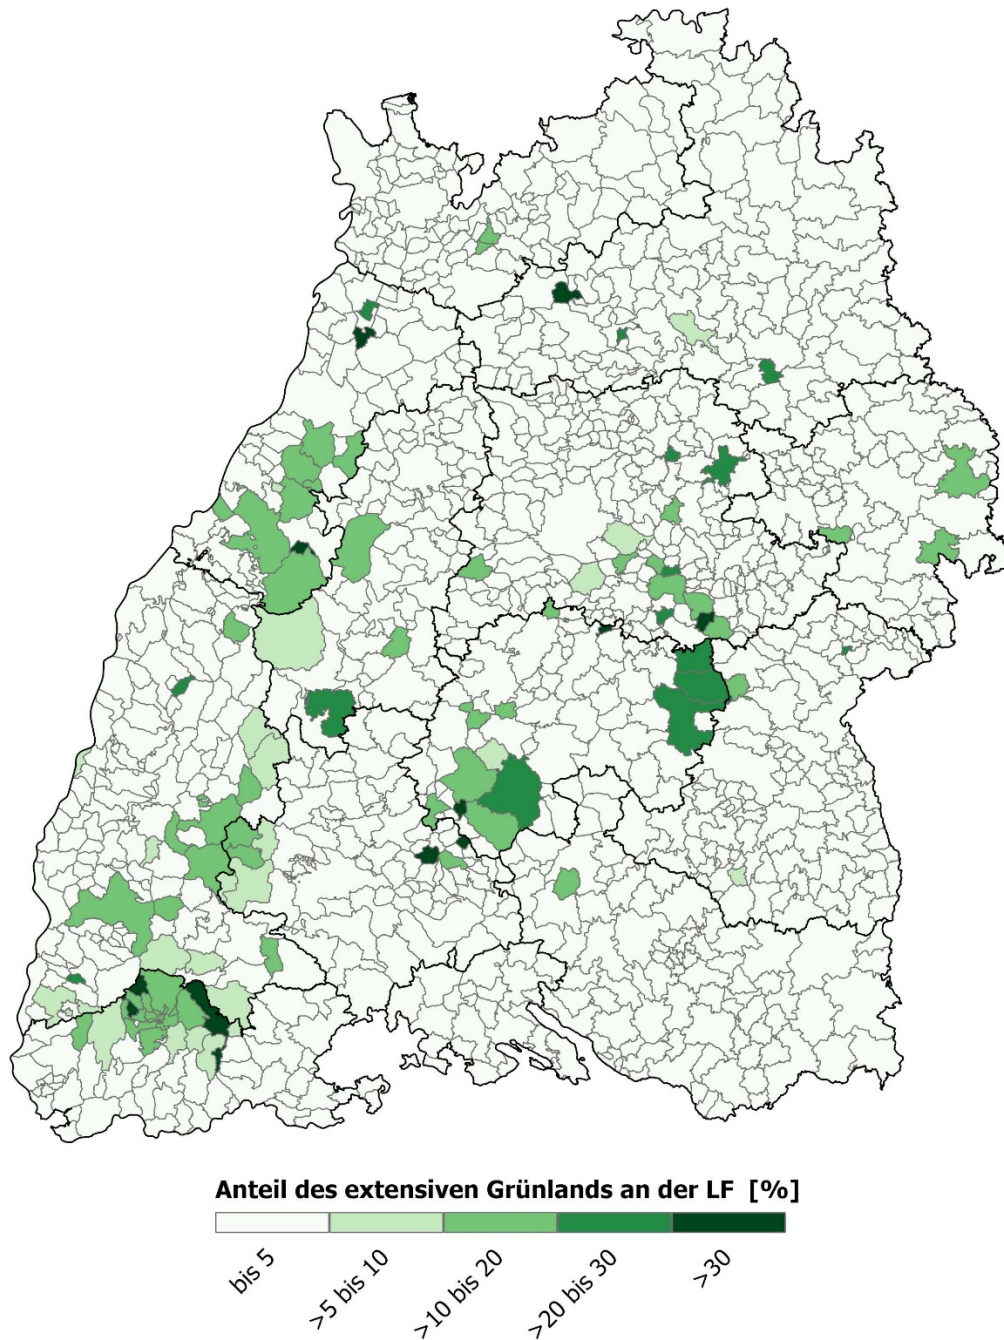 Anteil des extensiven Grünlands an der LF [%]
bis 5
>5 bis 10
>10 bis 20
>20 bis 30
>30